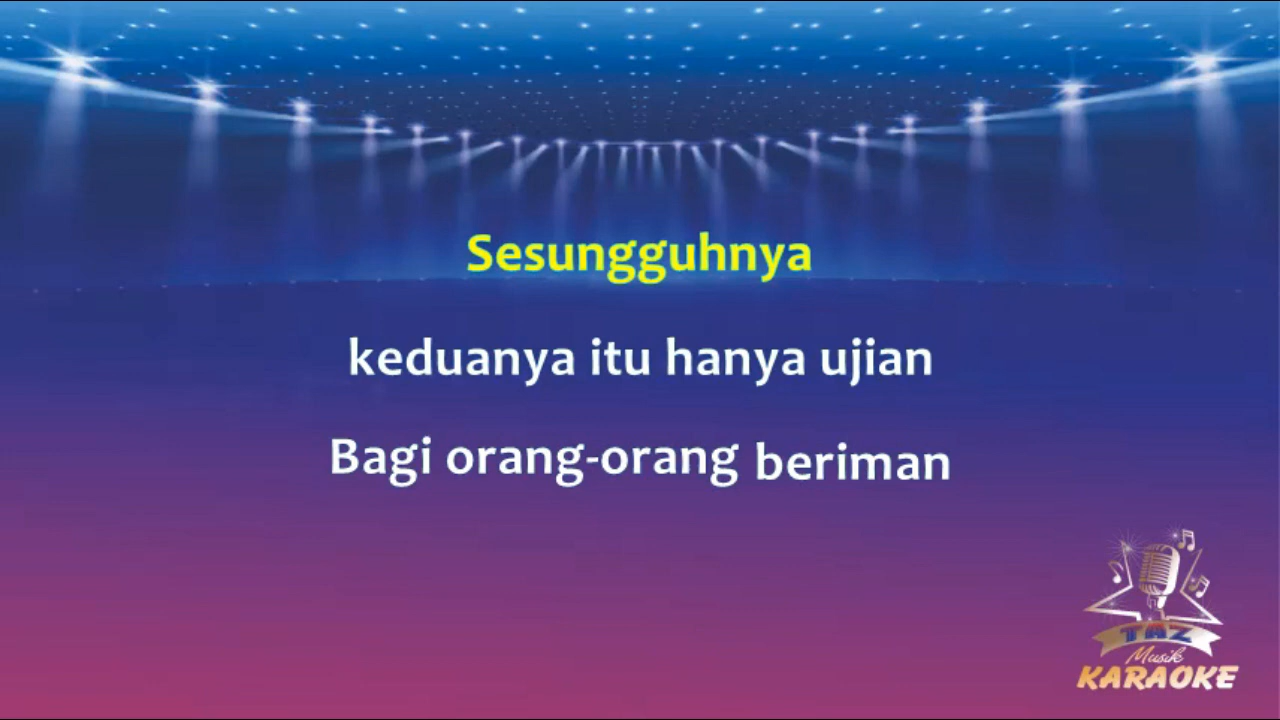 Sesungguhnya
keduanya itu hanya ujian
Bagi orang-orang beriman
TAZ
Musik
KARAOKE